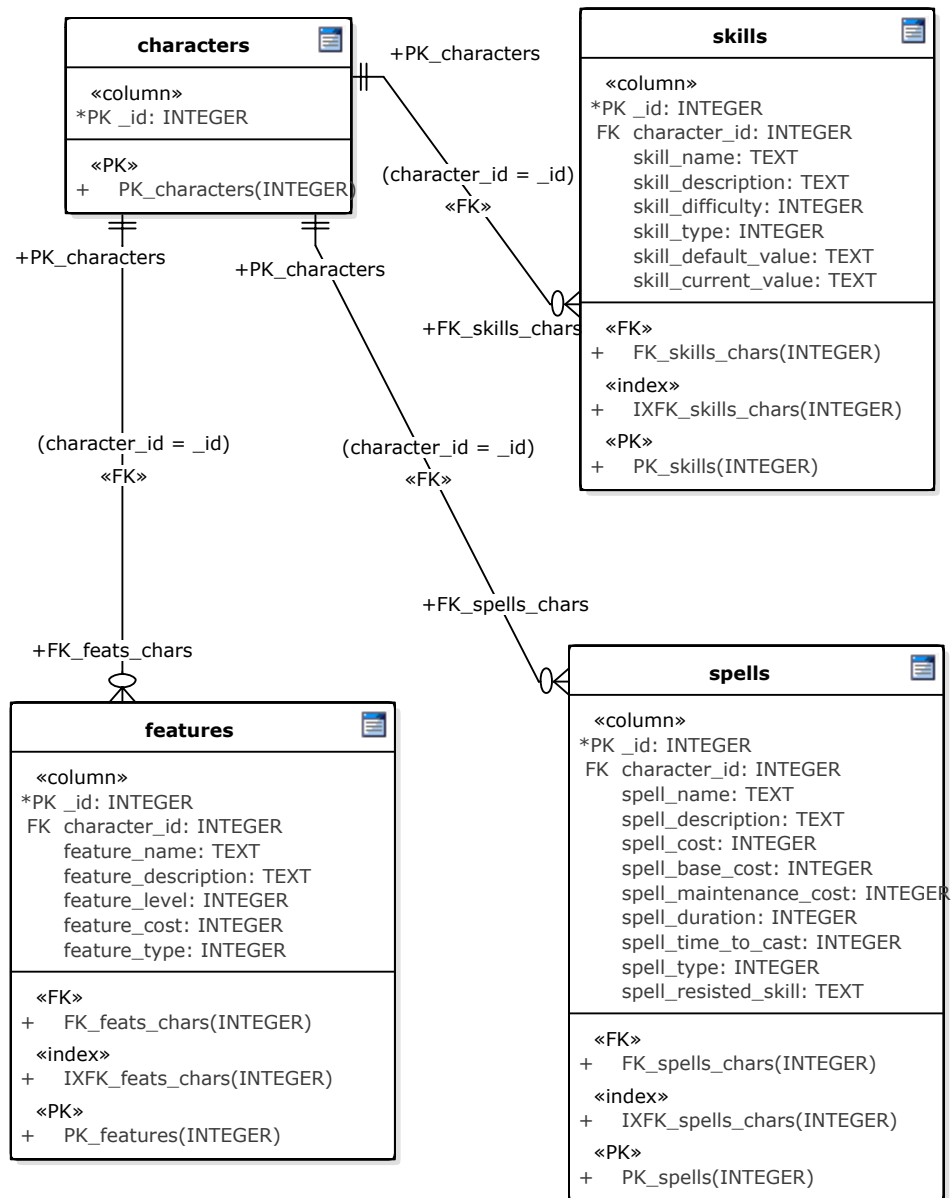 characters
«column»
*PK _id: INTEGER
«PK»
+ PK_characters(INTEGER)
+PK_characters
(character_id = _id)
«FK»
+FK_skills_chars
skills
«column»
*PK _id: INTEGER
FK character_id: INTEGER
skill_name: TEXT
skill_description: TEXT
skill_difficulty: INTEGER
skill_type: INTEGER
skill_default_value: TEXT
skill_current_value: TEXT
«FK»
+ FK_skills_chars(INTEGER)
«index»
+ IXFK_skills_chars(INTEGER)
«PK»
+ PK_skills(INTEGER)
+PK_characters
(character_id = _id)
«FK»
+FK_feats_chars
+PK_characters
(character_id = _id)
«FK»
+FK_spells_chars
features
«column»
*PK _id: INTEGER
FK character_id: INTEGER
feature_name: TEXT
feature_description: TEXT
feature_level: INTEGER
feature_cost: INTEGER
feature_type: INTEGER
«FK»
+ FK_feats_chars(INTEGER)
«index»
+ IXFK_feats_chars(INTEGER)
«PK»
+ PK_features(INTEGER)
spells
«column»
*PK _id: INTEGER
FK character_id: INTEGER
spell_name: TEXT
spell_description: TEXT
spell_cost: INTEGER
spell_base_cost: INTEGER
spell_maintenance_cost: INTEGER
spell_duration: INTEGER
spell_time_to_cast: INTEGER
spell_type: INTEGER
spell_resisted_skill: TEXT
«FK»
+ FK_spells_chars(INTEGER)
«index»
+ IXFK_spells_chars(INTEGER)
«PK»
+ PK_spells(INTEGER)